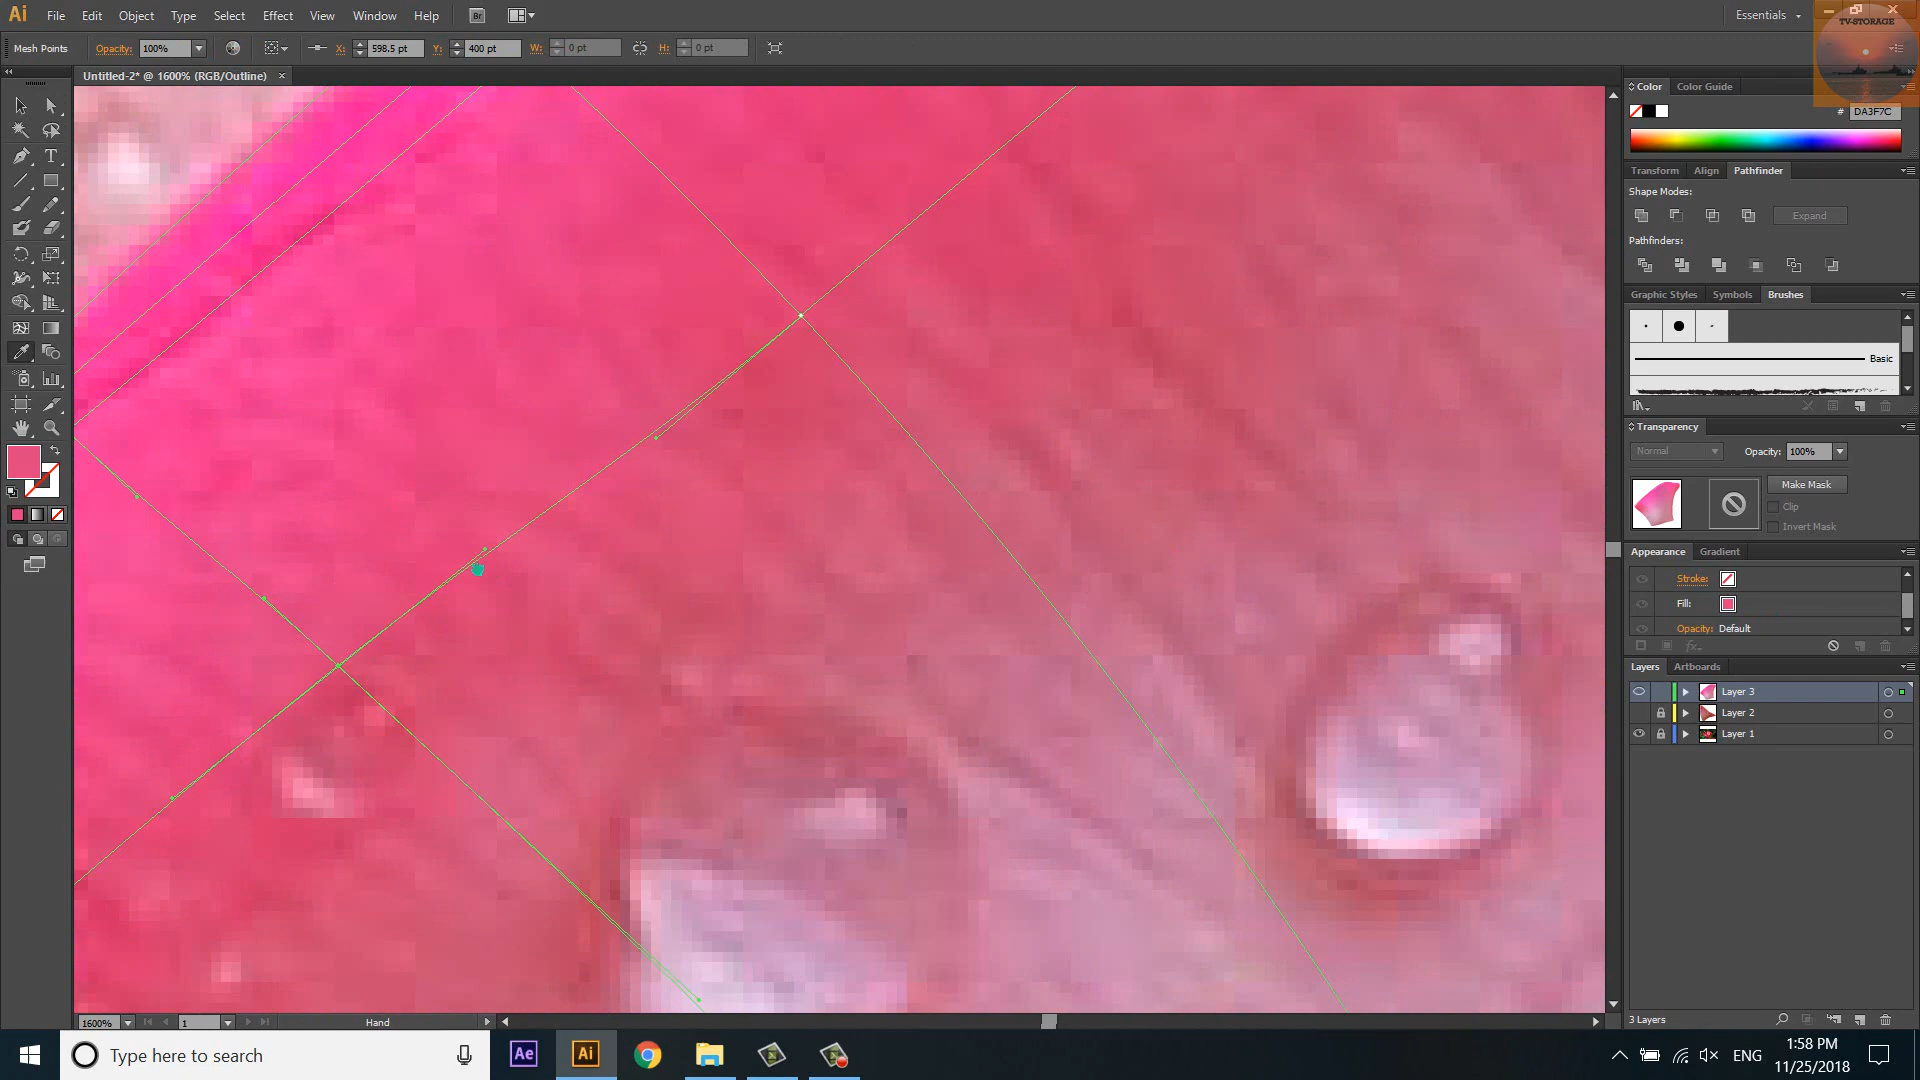 Ai File Edit Object Type Select Effect View Window Help Br Essentials
TV-STORAGE
Mesh Points Opacity: 100% X: 598.5 pt Y: 400 pt W: 0 pt H: 0 pt
Untitled-2* @ 1600% (RGB/Outline) ×
Color Color Guide
# DA3F7C
Transform Align Pathfinder
Shape Modes:
Expand
Pathfinders:
Graphic Styles Symbols Brushes
Basic
Transparency
Normal Opacity: 100%
Make Mask
Clip
Invert Mask
Appearance Gradient
Stroke:
Fill:
Opacity: Default
fx
Layers Artboards
Layer 3
Layer 2
Layer 1
3 Layers
1600% 1 Hand
Type here to search Ae Ai ENG 1:58 PM
11/25/2018